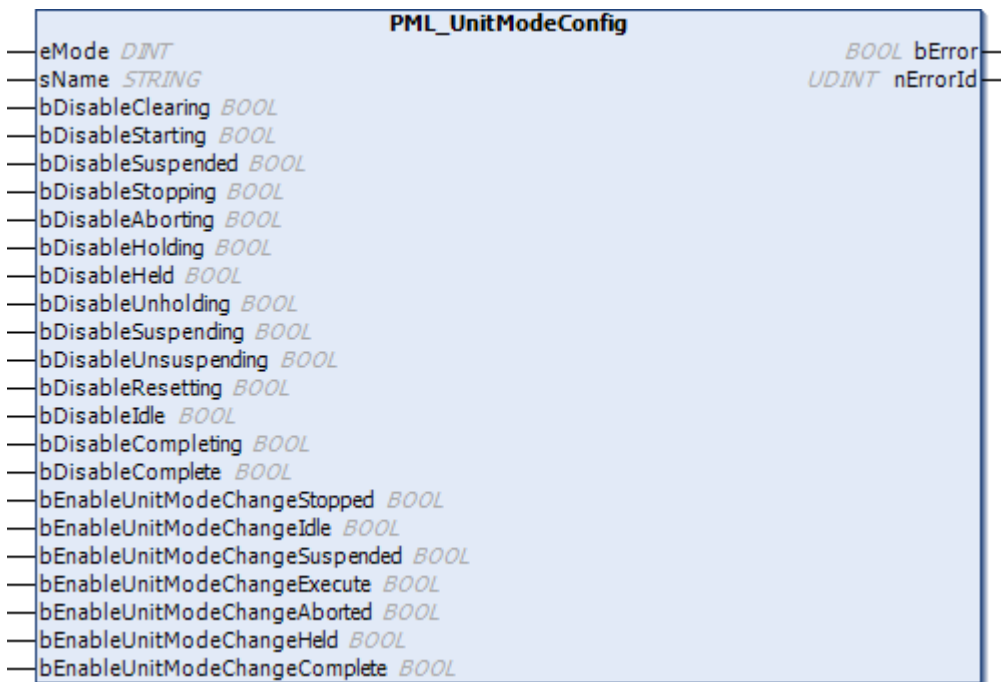 PML_UnitModeConfig
eMode DINT BOOL bError
sName STRING UDINT nErrorId
bDisableClearing BOOL
bDisableStarting BOOL
bDisableSuspended BOOL
bDisableStopping BOOL
bDisableAborting BOOL
bDisableHolding BOOL
bDisableHeld BOOL
bDisableUnholding BOOL
bDisableSuspending BOOL
bDisableUnsuspending BOOL
bDisableResetting BOOL
bDisableIdle BOOL
bDisableCompleting BOOL
bDisableComplete BOOL
bEnableUnitModeChangeStopped BOOL
bEnableUnitModeChangeIdle BOOL
bEnableUnitModeChangeSuspended BOOL
bEnableUnitModeChangeExecute BOOL
bEnableUnitModeChangeAborted BOOL
bEnableUnitModeChangeHeld BOOL
bEnableUnitModeChangeComplete BOOL